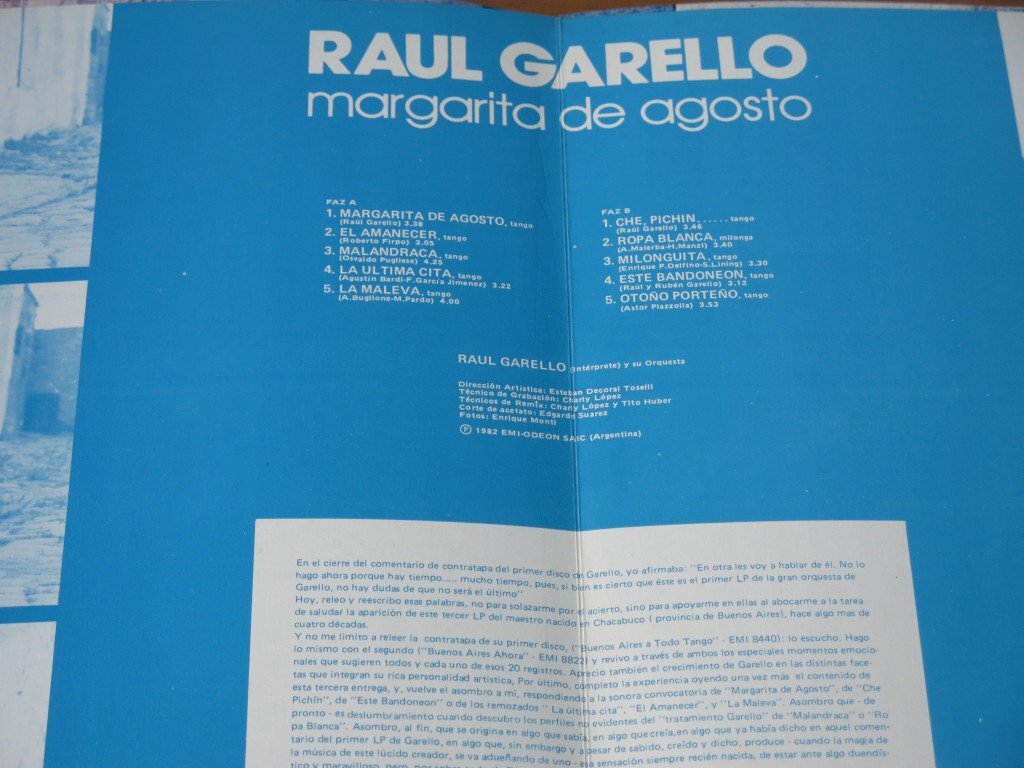 RAUL GARELLO
margarita de agosto
FAZ A
1. MARGARITA DE AGOSTO, tango
(Raúl Garello) 3.38
2. EL AMANECER, tango
(Roberto Firpo) 3.05
3. MALANDRACA, tango
(Osvaldo Pugliese) 4.25
4. LA ULTIMA CITA, tango
(Agustín Bardi-F.García Jimenez) 3.22
5. LA MALEVA, tango
(A.Buglione-M.Pardo) 4.00
FAZ B
1. CHE, PICHIN,...... tango
(Raul Garello) 3.46
2. ROPA BLANCA, milonga
(A.Malerba-H.Manzi) 3.40
3. MILONGUITA, tango
(Enrique P.Delfino-S.Lining) 3.30
4. ESTE BANDONEON, tango
(Raúl y Rubén Garello) 3.12
5. OTOÑO PORTEÑO, tango
(Astor Piazzolla) 3.53
RAUL GARELLO (Intérprete) y su Orquesta
Dirección Artística: Esteban Decoral Toselli
Técnico de Grabación: Charly López
Técnicos de Remix: Charly López y Tito Huber
Corte de acetato: Edgardo Suarez
Fotos: Enrique Monti
Ⓟ 1982 EMI-ODEON SAIC (Argentina)
En el cierre del comentario de contratapa del primer disco de Garello, yo afirmaba: "En otra les voy a hablar de él. No lo
hago ahora porque hay tiempo..... mucho tiempo, pues, si bien es cierto que éste es el primer LP de la gran orquesta de
Garello, no hay dudas de que no será el último"
Hoy, releo y reescribo esas palabras, no para solazarme por el acierto, sino para apoyarme en ellas al abocarme a la tarea
de saludar la aparición de este tercer LP del maestro nacido en Chacabuco ( provincia de Buenos Aires), hace algo mas de
cuatro décadas.
Y no me limito a releer la contratapa de su primer disco, ("Buenos Aires a Todo Tango" - EMI 8440): lo escucho. Hago
lo mismo con el segundo ("Buenos Aires Ahora" - EMI 8822) y revivo a través de ambos los especiales momentos emocio-
nales que sugieren todos y cada uno de esos 20 registros. Aprecio también el crecimiento de Garello en las distintas face-
tas que integran su rica personalidad artística, Por último, completo la experiencia oyendo una vez más el contenido de
esta tercera entrega, y, vuelve el asombro a mi, respondiendo a la sonora convocatoria de "Margarita de Agosto", de "Che
Pichín", de "Este Bandoneon" o de los remozados " La última cita", "El Amanecer", y "La Maleva". Asombro que - de
pronto - es deslumbramiento cuando descubro los perfiles no evidentes del "tratamiento Garello" de "Malandraca" o "Ro
pa Blanca". Asombro, al fin, que se origina en algo que sabía, en algo que creía,en algo que ya había dicho en aquel comen-
tario del primer LP de Garello, en algo que, sin embargo y a pesar de sabido, creído y dicho, produce - cuando la magia de
la música de este lúcido creador, se va adueñando de uno - esa sensación siempre recién nacida, de estar ante algo duendís-